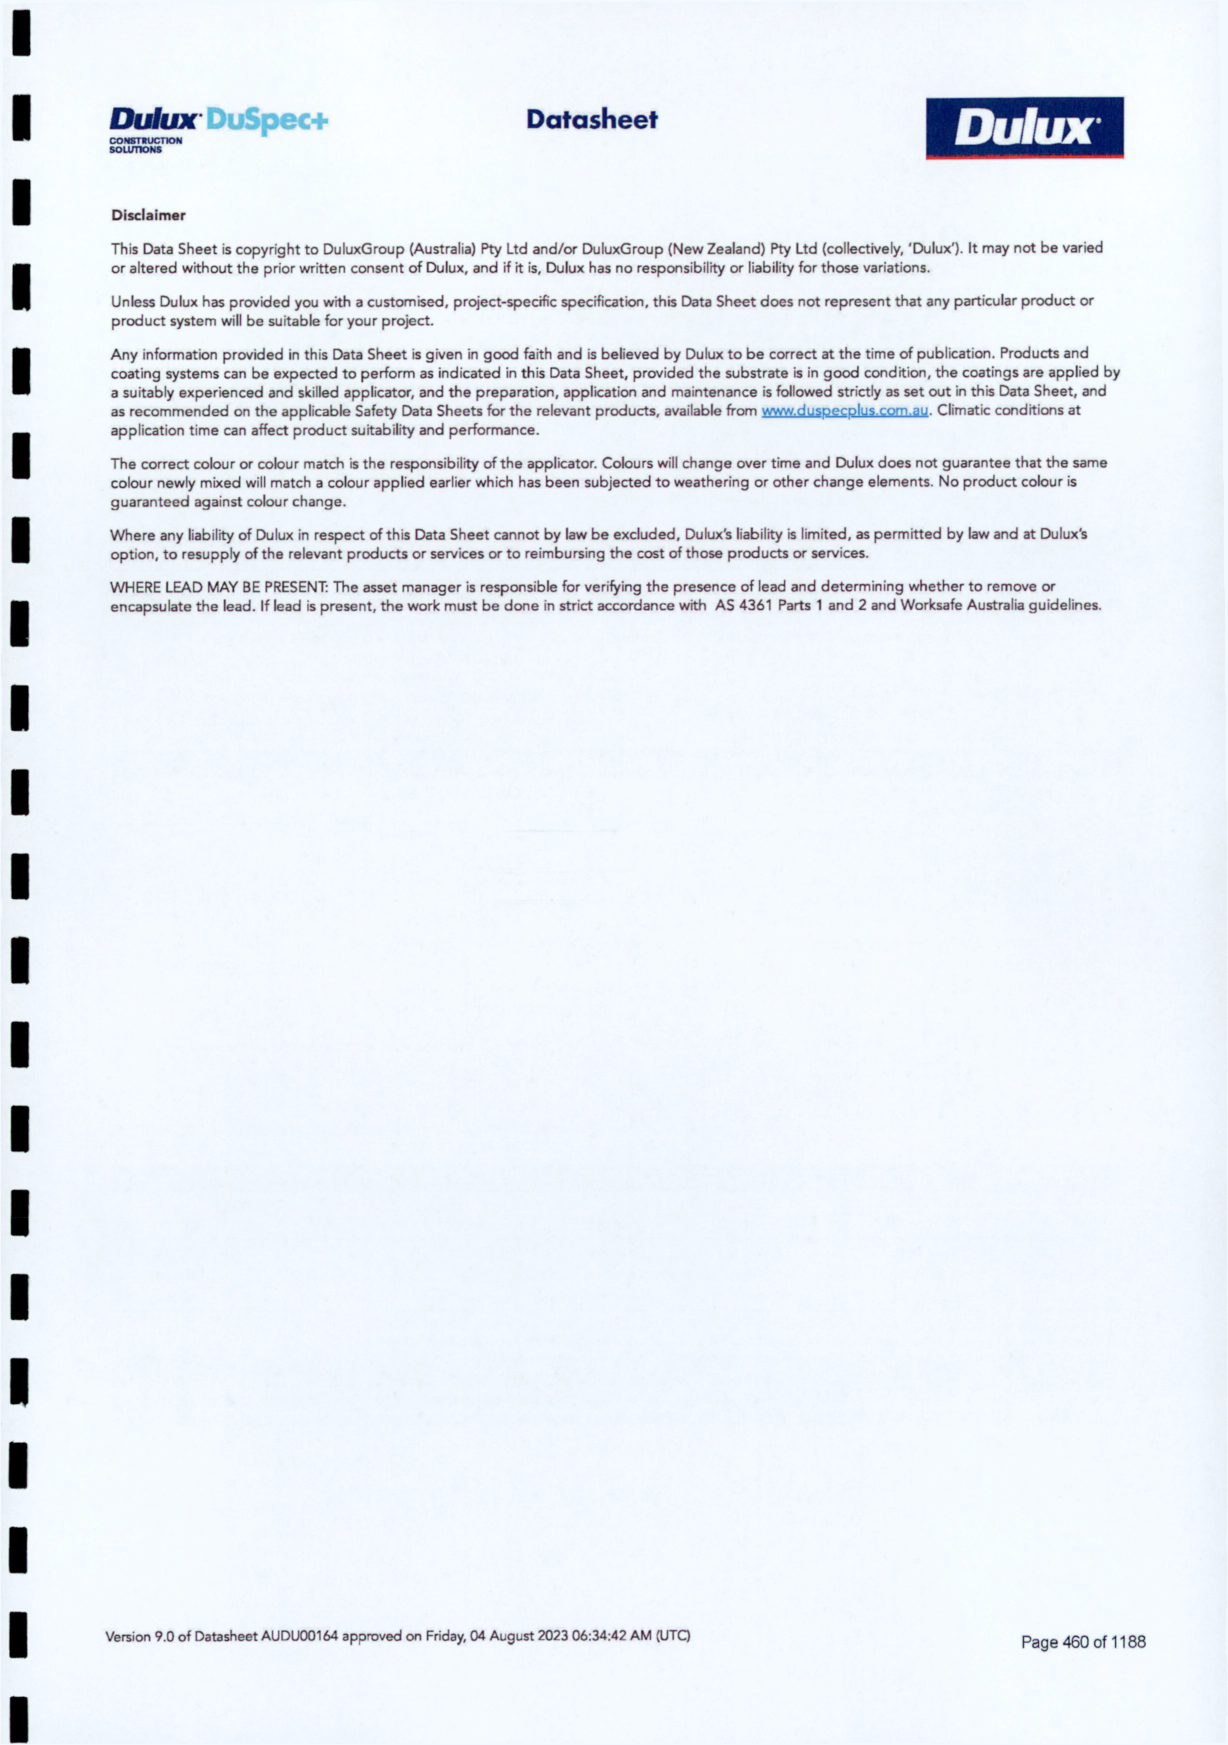 Dulux DuSpec+
CONSTRUCTION
SOLUTIONS
Datasheet
Dulux
Disclaimer
This Data Sheet is copyright to DuluxGroup (Australia) Pty Ltd and/or DuluxGroup (New Zealand) Pty Ltd (collectively, 'Dulux'). It may not be varied
or altered without the prior written consent of Dulux, and if it is, Dulux has no responsibility or liability for those variations.
Unless Dulux has provided you with a customised, project-specific specification, this Data Sheet does not represent that any particular product or
product system will be suitable for your project.
Any information provided in this Data Sheet is given in good faith and is believed by Dulux to be correct at the time of publication. Products and
coating systems can be expected to perform as indicated in this Data Sheet, provided the substrate is in good condition, the coatings are applied by
a suitably experienced and skilled applicator, and the preparation, application and maintenance is followed strictly as set out in this Data Sheet, and
as recommended on the applicable Safety Data Sheets for the relevant products, available from www.duspecplus.com.au. Climatic conditions at
application time can affect product suitability and performance.
The correct colour or colour match is the responsibility of the applicator. Colours will change over time and Dulux does not guarantee that the same
colour newly mixed will match a colour applied earlier which has been subjected to weathering or other change elements. No product colour is
guaranteed against colour change.
Where any liability of Dulux in respect of this Data Sheet cannot by law be excluded, Dulux's liability is limited, as permitted by law and at Dulux's
option, to resupply of the relevant products or services or to reimbursing the cost of those products or services.
WHERE LEAD MAY BE PRESENT: The asset manager is responsible for verifying the presence of lead and determining whether to remove or
encapsulate the lead. If lead is present, the work must be done in strict accordance with AS 4361 Parts 1 and 2 and Worksafe Australia guidelines.
Version 9.0 of Datasheet AUDU00164 approved on Friday, 04 August 2023 06:34:42 AM (UTC)
Page 460 of 1188